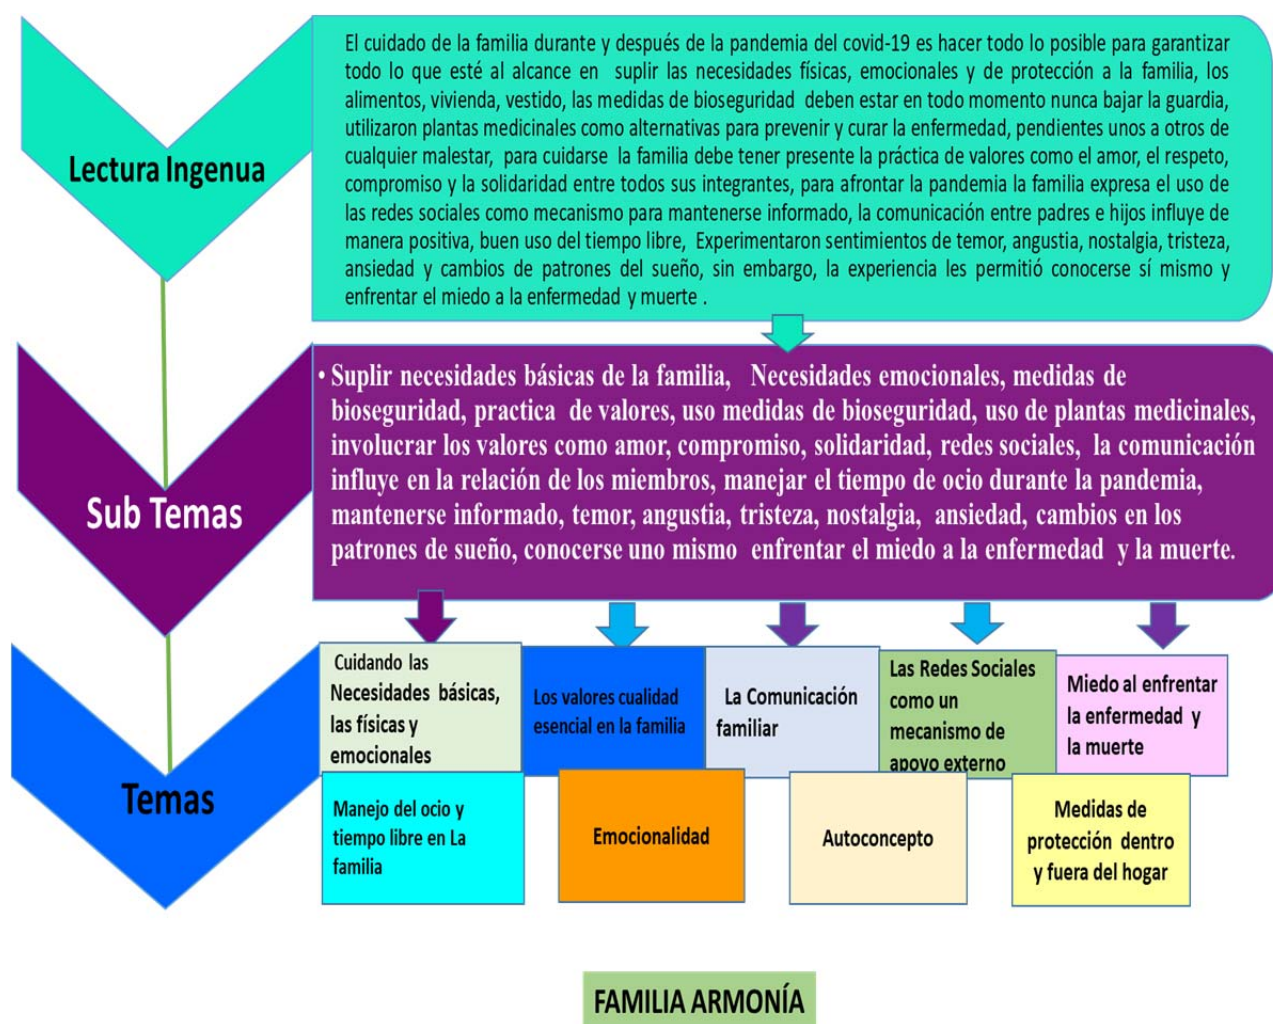 Lectura Ingenua
El cuidado de la familia durante y después de la pandemia del covid-19 es hacer todo lo posible para garantizar
todo lo que esté al alcance en suplir las necesidades físicas, emocionales y de protección a la familia, los
alimentos, vivienda, vestido, las medidas de bioseguridad deben estar en todo momento nunca bajar la guardia,
utilizaron plantas medicinales como alternativas para prevenir y curar la enfermedad, pendientes unos a otros de
cualquier malestar, para cuidarse la familia debe tener presente la práctica de valores como el amor, el respeto,
compromiso y la solidaridad entre todos sus integrantes, para afrontar la pandemia la familia expresa el uso de
las redes sociales como mecanismo para mantenerse informado, la comunicación entre padres e hijos influye de
manera positiva, buen uso del tiempo libre, Experimentaron sentimientos de temor, angustia, nostalgia, tristeza,
ansiedad y cambios de patrones del sueño, sin embargo, la experiencia les permitió conocerse sí mismo y
enfrentar el miedo a la enfermedad y muerte .
Sub Temas
• Suplir necesidades básicas de la familia, Necesidades emocionales, medidas de
bioseguridad, practica de valores, uso medidas de bioseguridad, uso de plantas medicinales,
involucrar los valores como amor, compromiso, solidaridad, redes sociales, la comunicación
influye en la relación de los miembros, manejar el tiempo de ocio durante la pandemia,
mantenerse informado, temor, angustia, tristeza, nostalgia, ansiedad, cambios en los
patrones de sueño, conocerse uno mismo enfrentar el miedo a la enfermedad y la muerte.
Temas
Cuidando las
Necesidades básicas,
las físicas y
emocionales
Los valores cualidad
esencial en la familia
La Comunicación
familiar
Las Redes Sociales
como un
mecanismo de
apoyo externo
Miedo al enfrentar
la enfermedad y
la muerte
Manejo del ocio y
tiempo libre en La
familia
Emocionalidad
Autoconcepto
Medidas de
protección dentro
y fuera del hogar
FAMILIA ARMONÍA